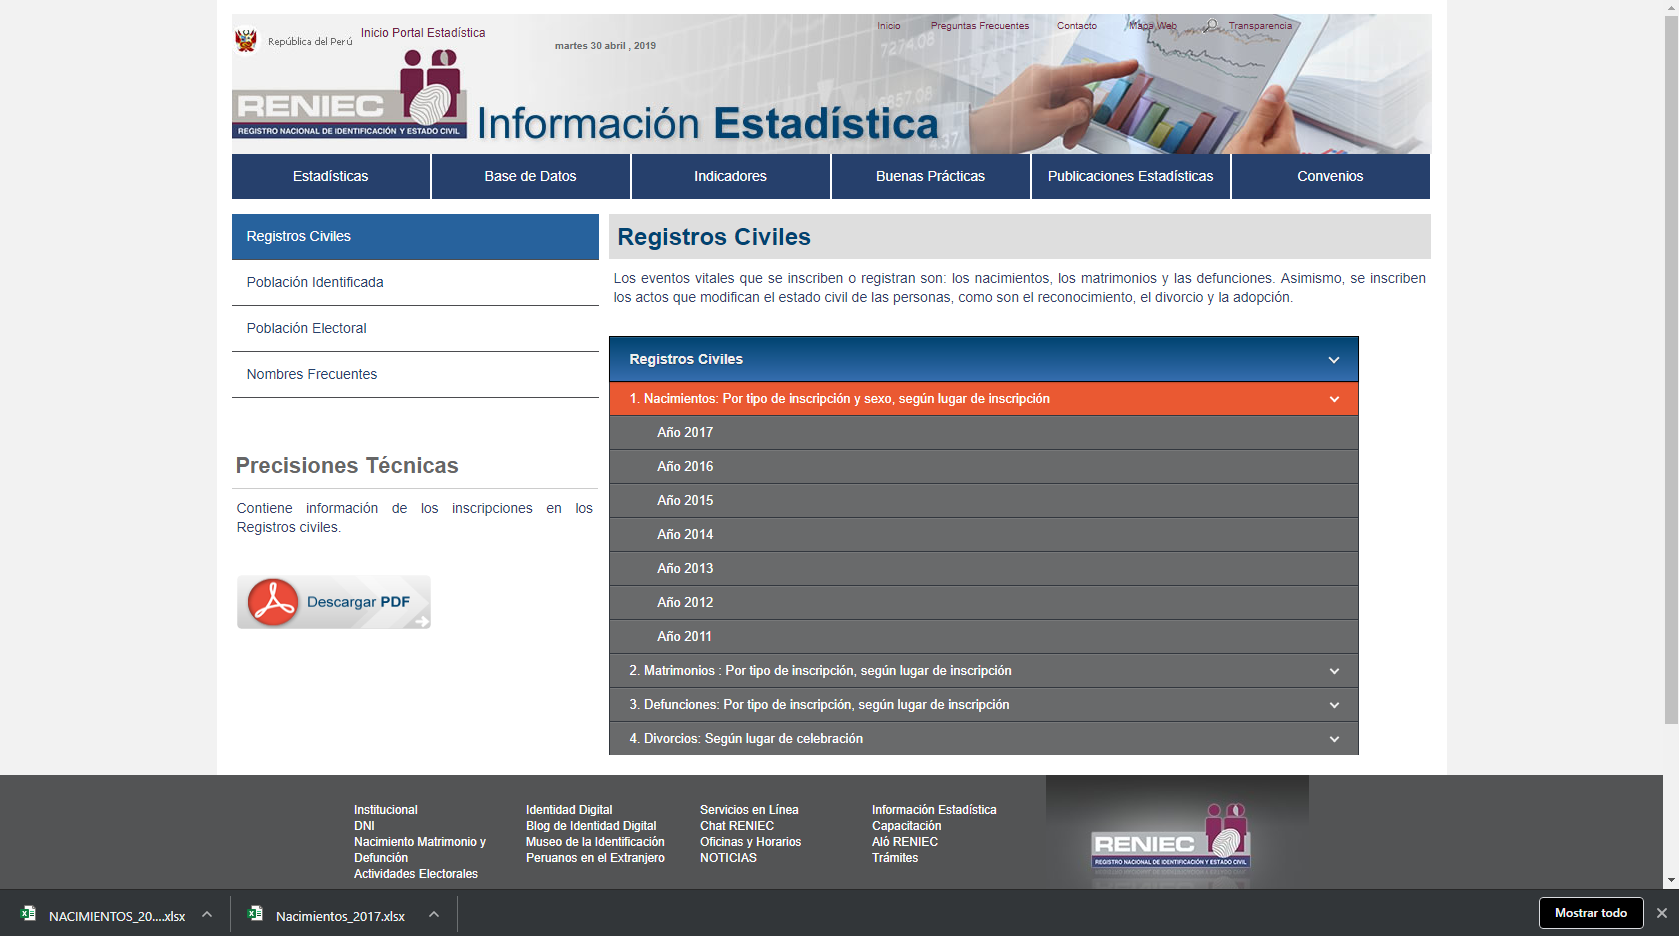 República del Perú
Inicio Portal Estadística
martes 30 abril , 2019
Inicio
Preguntas Frecuentes
Contacto
Mapa Web
Transparencia
RENIEC
REGISTRO NACIONAL DE IDENTIFICACIÓN Y ESTADO CIVIL
Información Estadística
Estadísticas
Base de Datos
Indicadores
Buenas Prácticas
Publicaciones Estadísticas
Convenios
Registros Civiles
Población Identificada
Población Electoral
Nombres Frecuentes
Precisiones Técnicas
Contiene información de los inscripciones en los
Registros civiles.
Descargar PDF
Registros Civiles
Los eventos vitales que se inscriben o registran son: los nacimientos, los matrimonios y las defunciones. Asimismo, se inscriben
los actos que modifican el estado civil de las personas, como son el reconocimiento, el divorcio y la adopción.
Registros Civiles
1. Nacimientos: Por tipo de inscripción y sexo, según lugar de inscripción
Año 2017
Año 2016
Año 2015
Año 2014
Año 2013
Año 2012
Año 2011
2. Matrimonios : Por tipo de inscripción, según lugar de inscripción
3. Defunciones: Por tipo de inscripción, según lugar de inscripción
4. Divorcios: Según lugar de celebración
Institucional
DNI
Nacimiento Matrimonio y
Defunción
Actividades Electorales
Identidad Digital
Blog de Identidad Digital
Museo de la Identificación
Peruanos en el Extranjero
Servicios en Línea
Chat RENIEC
Oficinas y Horarios
NOTICIAS
Información Estadística
Capacitación
Aló RENIEC
Trámites
RENIEC
REGISTRO NACIONAL DE IDENTIFICACIÓN Y ESTADO CIVIL
NACIMIENTOS_20....xlsx
Nacimientos_2017.xlsx
Mostrar todo